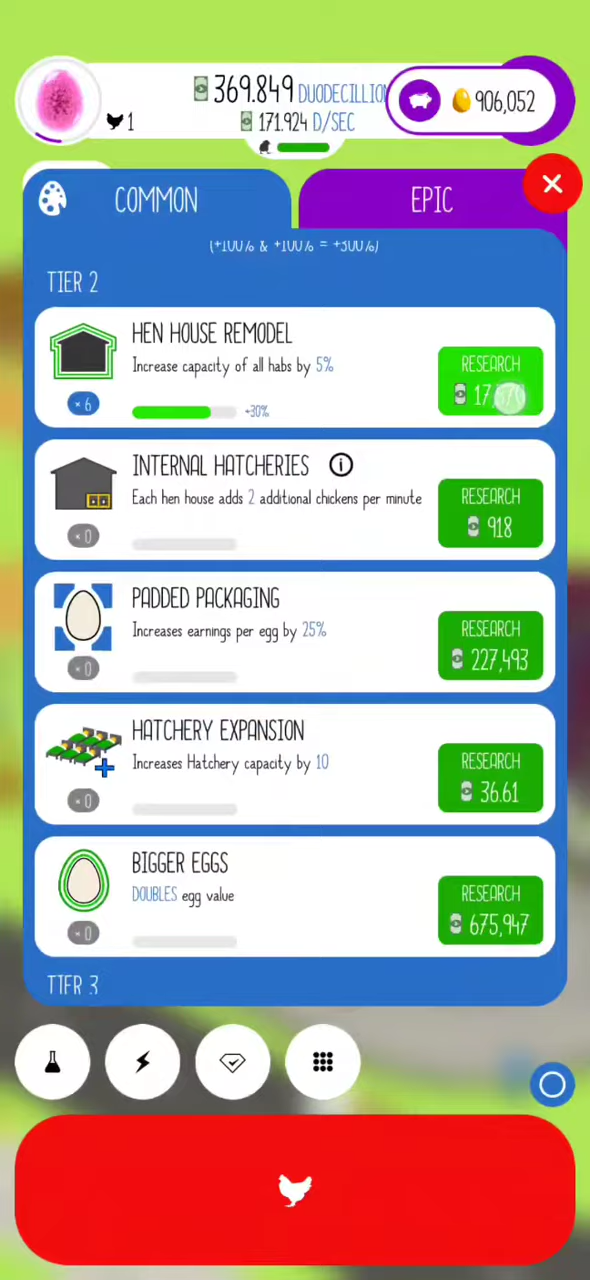 369.849 DUODECILLIO
1
171.924 D/SEC
906,052
COMMON
EPIC
(+100% & +100% = +300%)
TIER 2
HEN HOUSE REMODEL
Increase capacity of all habs by 5%
× 6
+30%
RESEARCH
INTERNAL HATCHERIES i
Each hen house adds 2 additional chickens per minute
× 0
RESEARCH
918
PADDED PACKAGING
Increases earnings per egg by 25%
× 0
RESEARCH
227,493
HATCHERY EXPANSION
Increases Hatchery capacity by 10
× 0
RESEARCH
36.61
BIGGER EGGS
DOUBLES egg value
× 0
RESEARCH
675,947
TIER 3